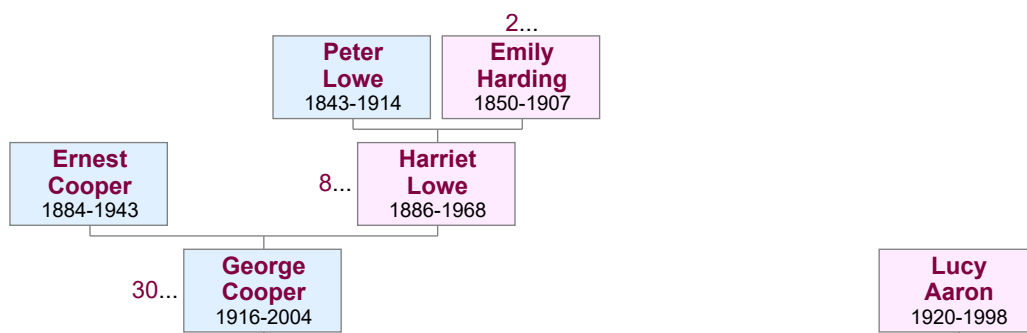 2...
Peter
Lowe
1843-1914
Emily
Harding
1850-1907
Ernest
Cooper
1884-1943
8...
Harriet
Lowe
1886-1968
30...
George
Cooper
1916-2004
Lucy
Aaron
1920-1998